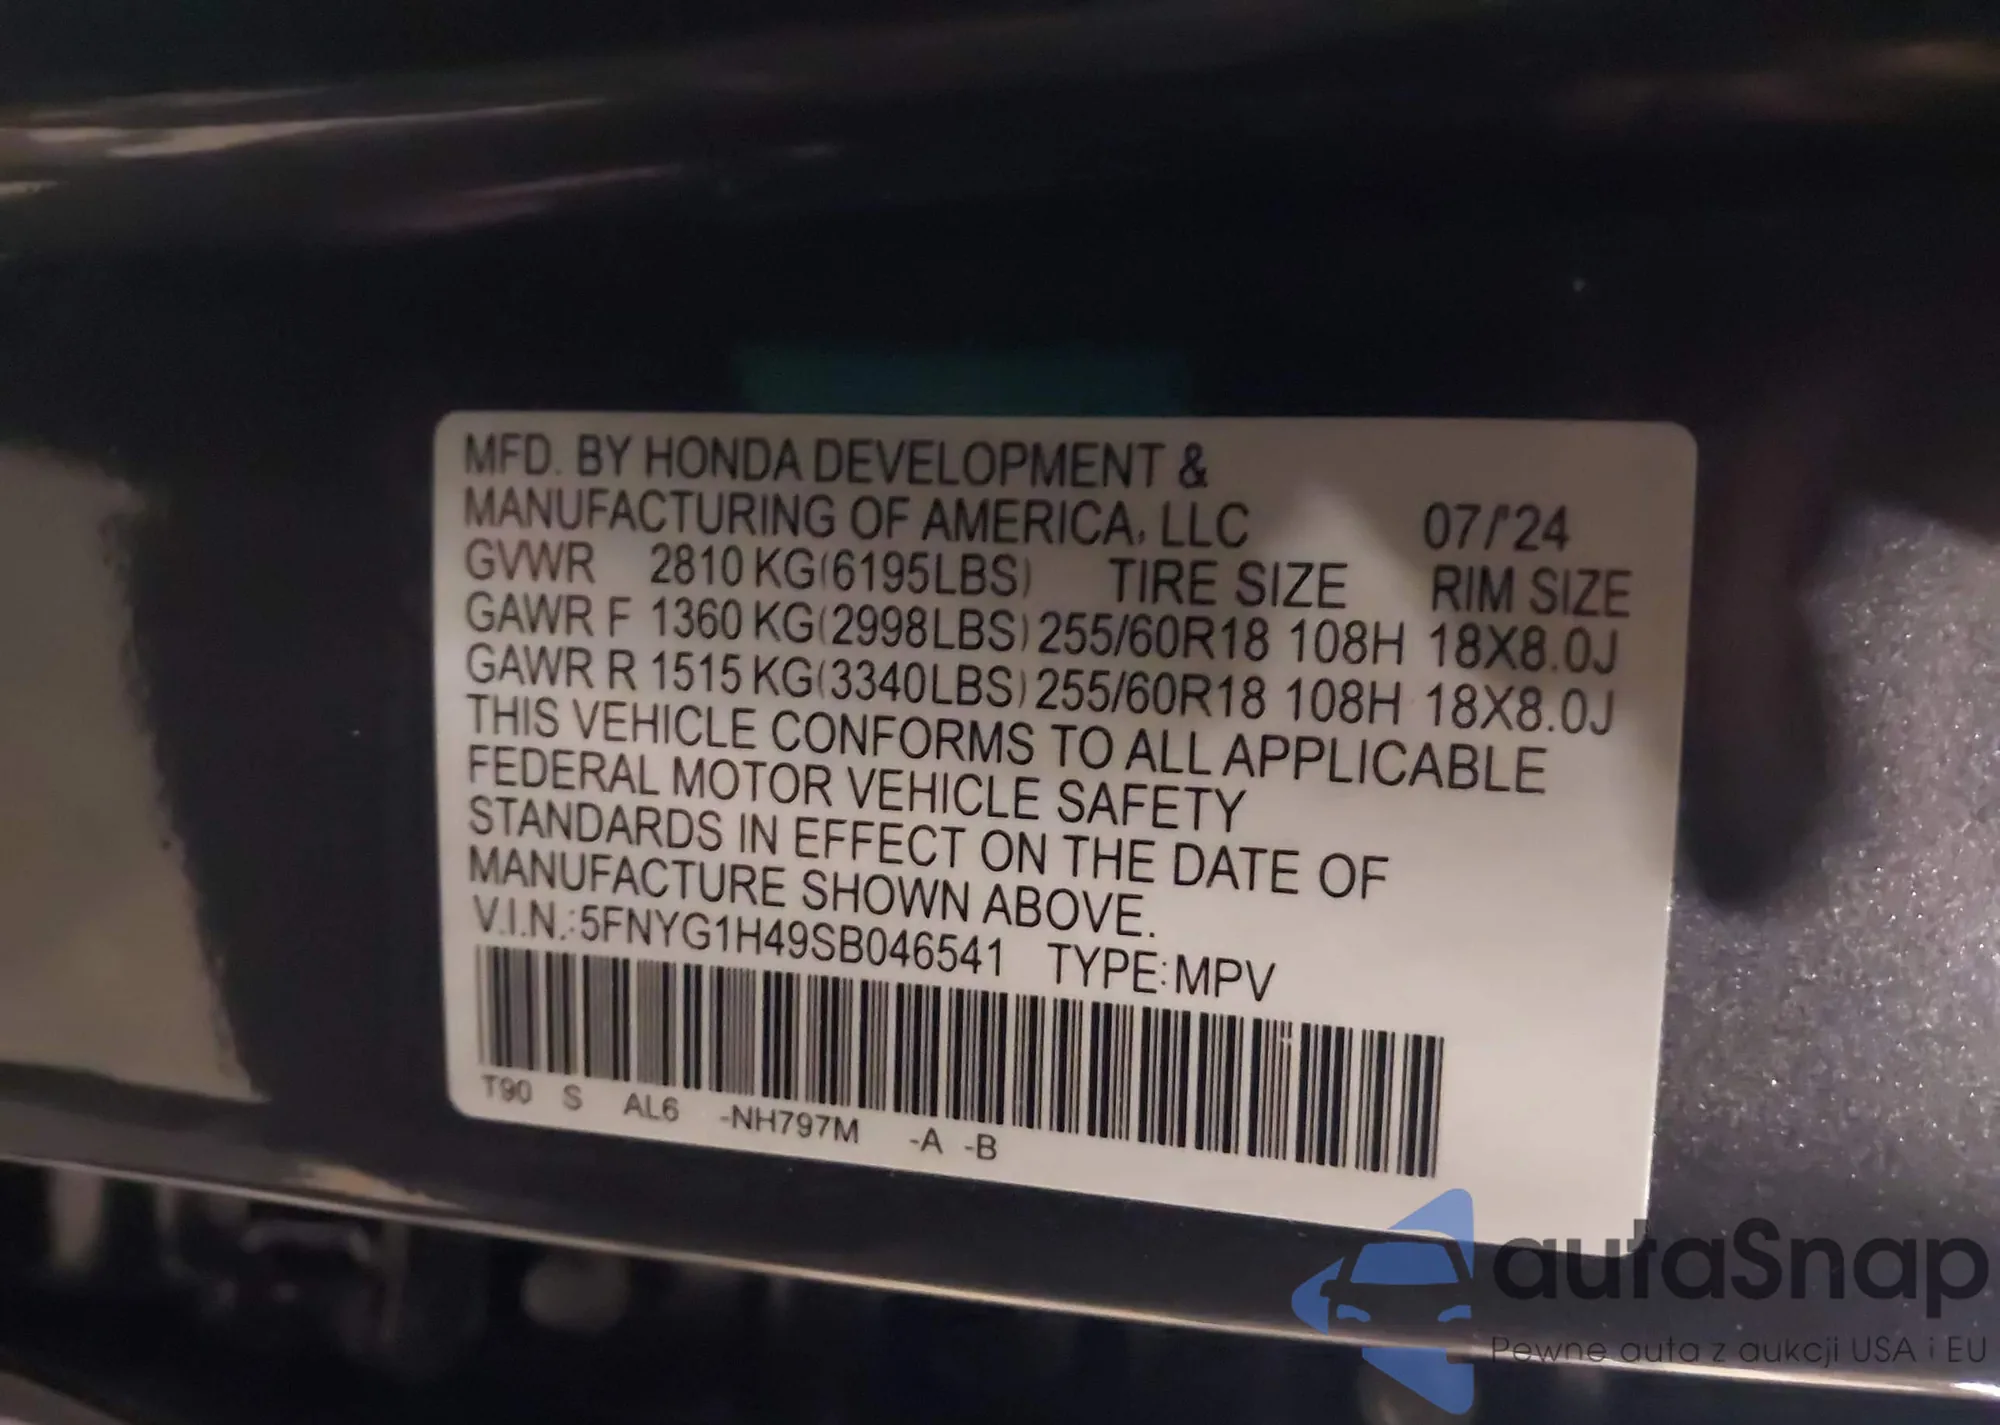 MFD. BY HONDA DEVELOPMENT &
MANUFACTURING OF AMERICA, LLC 07/'24
GVWR 2810 KG(6195LBS) TIRE SIZE RIM SIZE
GAWR F 1360 KG(2998LBS) 255/60R18 108H 18X8.0J
GAWR R 1515 KG(3340LBS) 255/60R18 108H 18X8.0J
THIS VEHICLE CONFORMS TO ALL APPLICABLE
FEDERAL MOTOR VEHICLE SAFETY
STANDARDS IN EFFECT ON THE DATE OF
MANUFACTURE SHOWN ABOVE.
V.I.N.:5FNYG1H49SB046541 TYPE:MPV
T90 S AL6 -NH797M -A -B
autaSnap
Pewne auta z aukcji USA i EU